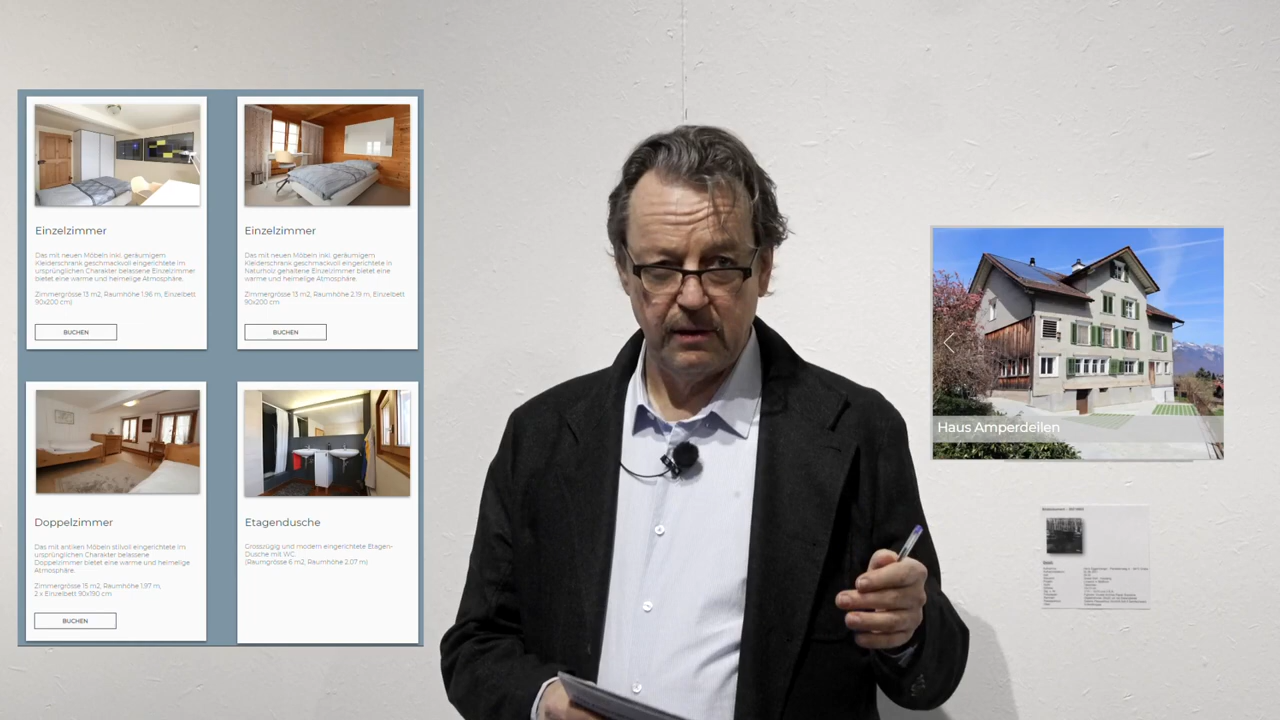 Einzelzimmer
Das mit neuen Möbeln inkl. geräumigem
Kleiderschrank geschmackvoll eingerichtete im
ursprünglichen Charakter belassene Einzelzimmer
bietet eine warme und heimelige Atmosphäre.
Zimmergrösse 13 m2, Raumhöhe 1.96 m, Einzelbett
90x200 cm)
BUCHEN
Einzelzimmer
Das mit neuen Möbeln inkl. geräumigem
Kleiderschrank geschmackvoll eingerichtete in
Naturholz gehaltene Einzelzimmer bietet eine
warme und heimelige Atmosphäre.
Zimmergrösse 13 m2, Raumhöhe 2.19 m, Einzelbett
90x200 cm
BUCHEN
Doppelzimmer
Das mit antiken Möbeln stilvoll eingerichtete im
ursprünglichen Charakter belassene
Doppelzimmer bietet eine warme und heimelige
Atmosphäre.
Zimmergrösse 15 m2, Raumhöhe 1.97 m,
2 x Einzelbett 90x190 cm
BUCHEN
Etagendusche
Grosszügig und modern eingerichtete Etagen-
Dusche mit WC.
(Raumgrösse 6 m2, Raumhöhe 2.07 m)
Haus Amperdeilen